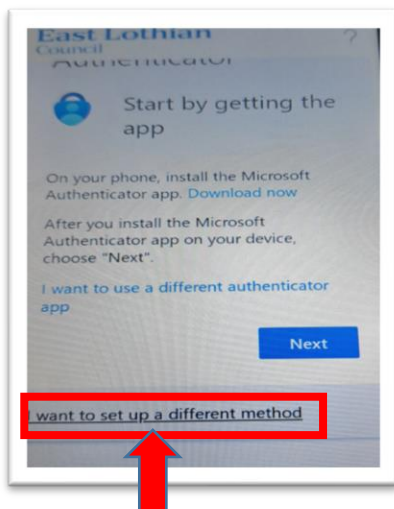 East Lothian
Council
?
Authenticator
Start by getting the
app
On your phone, install the Microsoft
Authenticator app. Download now
After you install the Microsoft
Authenticator app on your device,
choose "Next".
I want to use a different authenticator
app
Next
I want to set up a different method